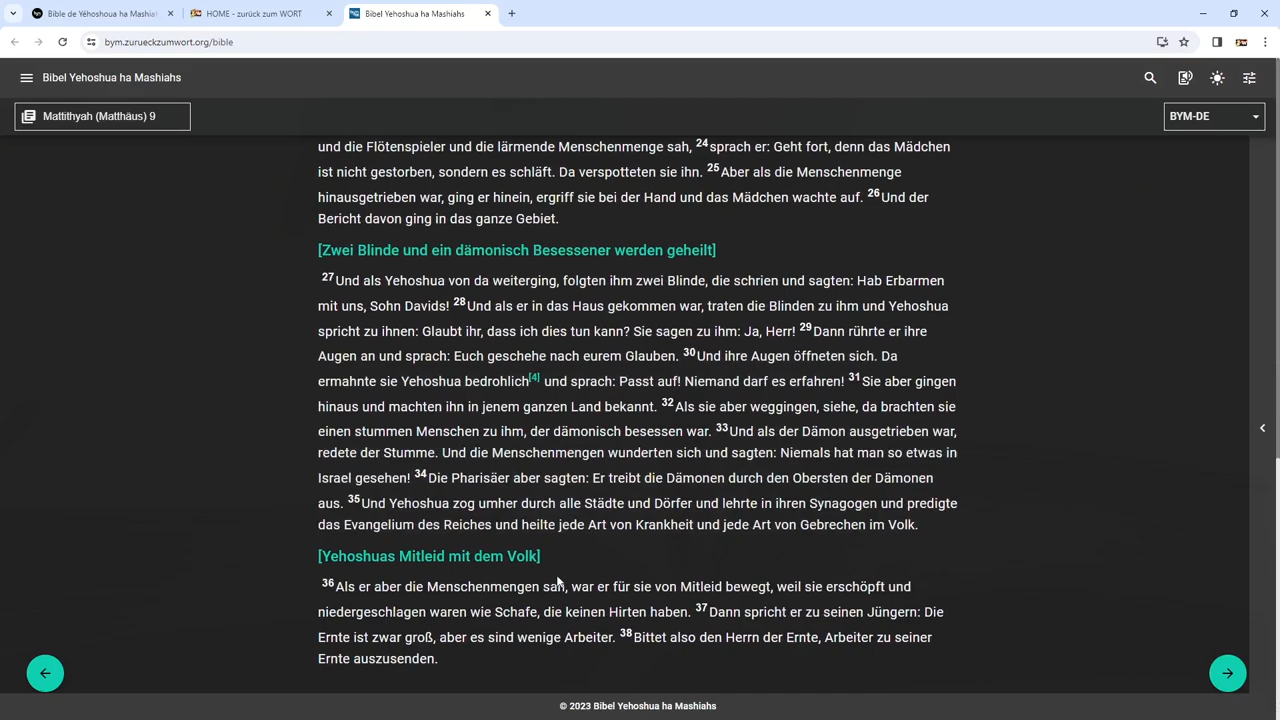 Bible de Yéhoshoua ha Mashiah
HOME - zurück zum WORT
Bibel Yehoshua ha Mashiahs
bym.zurueckzumwort.org/bible
Bibel Yehoshua ha Mashiahs
Mattithyah (Matthäus) 9
BYM-DE
und die Flötenspieler und die lärmende Menschenmenge sah, 24 sprach er: Geht fort, denn das Mädchen
ist nicht gestorben, sondern es schläft. Da verspotteten sie ihn. 25 Aber als die Menschenmenge
hinausgetrieben war, ging er hinein, ergriff sie bei der Hand und das Mädchen wachte auf. 26 Und der
Bericht davon ging in das ganze Gebiet.
[Zwei Blinde und ein dämonisch Besessener werden geheilt]
27 Und als Yehoshua von da weiterging, folgten ihm zwei Blinde, die schrien und sagten: Hab Erbarmen
mit uns, Sohn Davids! 28 Und als er in das Haus gekommen war, traten die Blinden zu ihm und Yehoshua
spricht zu ihnen: Glaubt ihr, dass ich dies tun kann? Sie sagen zu ihm: Ja, Herr! 29 Dann rührte er ihre
Augen an und sprach: Euch geschehe nach eurem Glauben. 30 Und ihre Augen öffneten sich. Da
ermahnte sie Yehoshua bedrohlich[4] und sprach: Passt auf! Niemand darf es erfahren! 31 Sie aber gingen
hinaus und machten ihn in jenem ganzen Land bekannt. 32 Als sie aber weggingen, siehe, da brachten sie
einen stummen Menschen zu ihm, der dämonisch besessen war. 33 Und als der Dämon ausgetrieben war,
redete der Stumme. Und die Menschenmengen wunderten sich und sagten: Niemals hat man so etwas in
Israel gesehen! 34 Die Pharisäer aber sagten: Er treibt die Dämonen durch den Obersten der Dämonen
aus. 35 Und Yehoshua zog umher durch alle Städte und Dörfer und lehrte in ihren Synagogen und predigte
das Evangelium des Reiches und heilte jede Art von Krankheit und jede Art von Gebrechen im Volk.
[Yehoshuas Mitleid mit dem Volk]
36 Als er aber die Menschenmengen sah, war er für sie von Mitleid bewegt, weil sie erschöpft und
niedergeschlagen waren wie Schafe, die keinen Hirten haben. 37 Dann spricht er zu seinen Jüngern: Die
Ernte ist zwar groß, aber es sind wenige Arbeiter. 38 Bittet also den Herrn der Ernte, Arbeiter zu seiner
Ernte auszusenden.
© 2023 Bibel Yehoshua ha Mashiahs